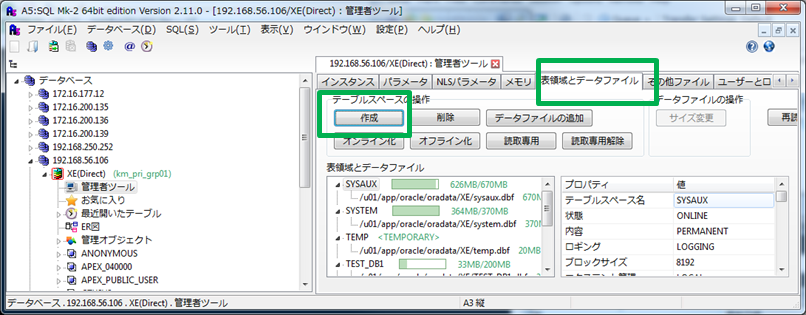 A5:SQL Mk-2 64bit edition Version 2.11.0 - [192.168.56.106/XE(Direct) : 管理者ツール]
ファイル(F) データベース(D) SQL(S) ツール(T) 表示(V) ウインドウ(W) 設定(P) ヘルプ(H)
192.168.56.106/XE(Direct) : 管理者ツール
インスタンス パラメータ NLSパラメータ メモリ 表領域とデータファイル その他ファイル ユーザーとロ
テーブルスペースの操作 データファイルの操作
作成 削除 データファイルの追加 サイズ変更 再読
オンライン化 オフライン化 読取専用 読取専用解除
データベース
172.16.177.12
172.16.200.135
172.16.200.136
172.16.200.139
192.168.250.252
192.168.56.106
XE(Direct) (km_pri_grp01)
管理者ツール
お気に入り
最近開いたテーブル
ER図
管理オブジェクト
ANONYMOUS
APEX_040000
APEX_PUBLIC_USER
表領域とデータファイル
SYSAUX 626MB/670MB
/u01/app/oracle/oradata/XE/sysaux.dbf 670M
SYSTEM 364MB/370MB
/u01/app/oracle/oradata/XE/system.dbf
TEMP <TEMPORARY>
/u01/app/oracle/oradata/XE/temp.dbf 20MB
TEST_DB1 33MB/200MB
プロパティ 値
テーブルスペース名 SYSAUX
状態 ONLINE
内容 PERMANENT
ロギング LOGGING
ブロックサイズ 8192
データベース . 192.168.56.106 . XE(Direct) . 管理者ツール A3 縦